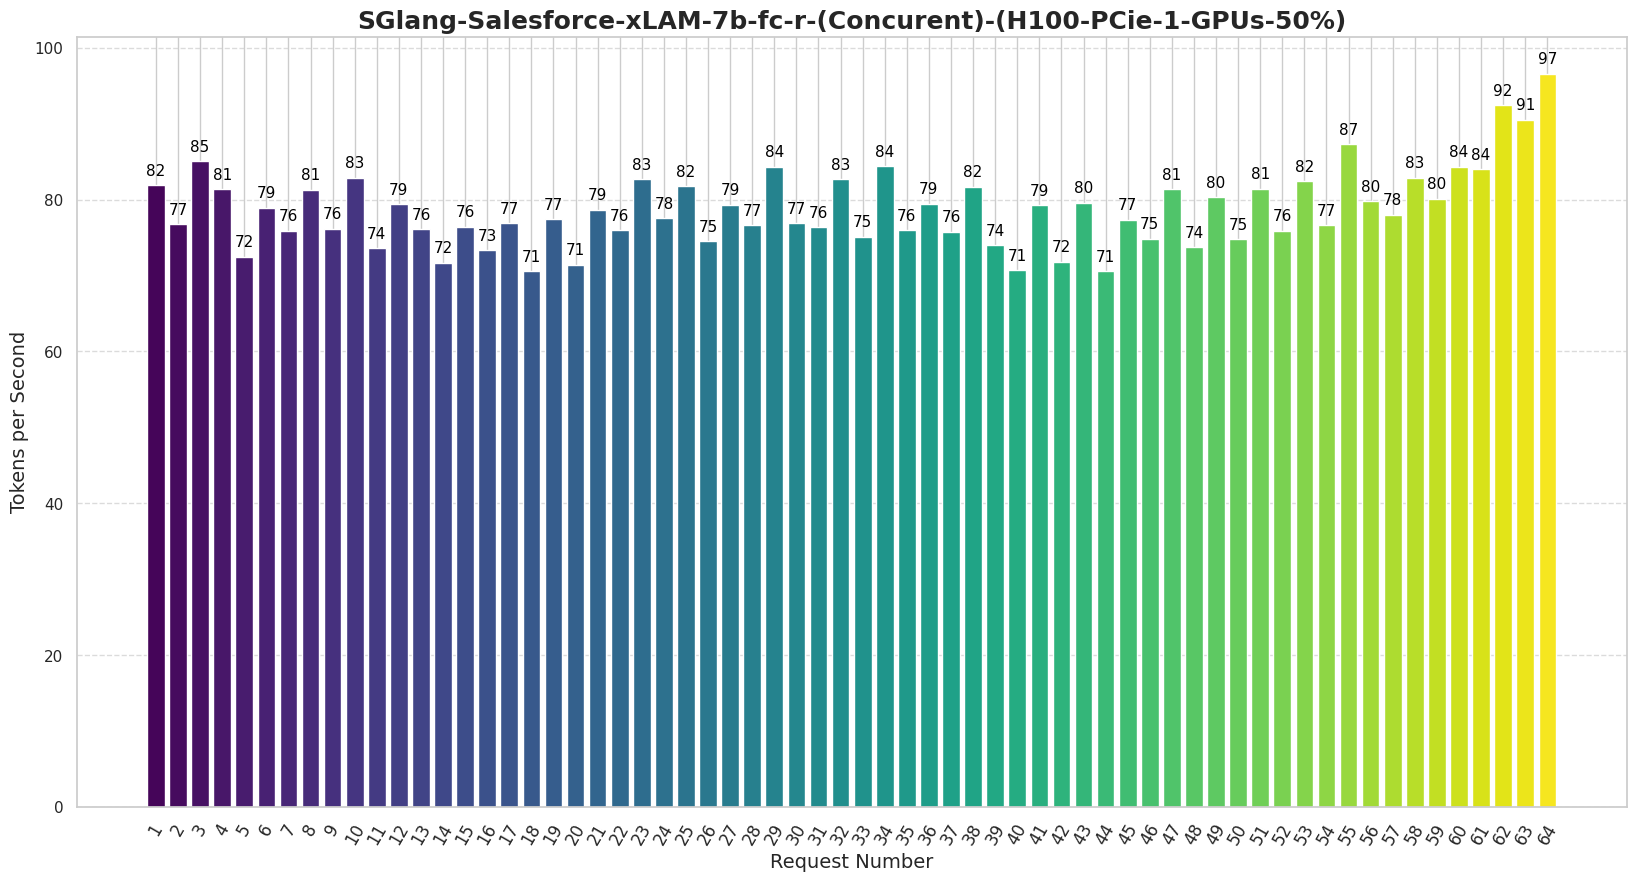 SGlang-Salesforce-xLAM-7b-fc-r-(Concurent)-(H100-PCie-1-GPUs-50%)
Tokens per Second
100
80
60
40
20
0
82 77 85 81 72 79 76 81 76 83 74 79 76 72 76 73 77 71 77 71 79 76 83 78 82 75 79 77 84 77 76 83 75 84 76 79 76 82 74 71 79 72 80 71 77 75 81 74 80 75 81 76 82 77 87 80 78 83 80 84 84 92 91 97
1 2 3 4 5 6 7 8 9 10 11 12 13 14 15 16 17 18 19 20 21 22 23 24 25 26 27 28 29 30 31 32 33 34 35 36 37 38 39 40 41 42 43 44 45 46 47 48 49 50 51 52 53 54 55 56 57 58 59 60 61 62 63 64
Request Number